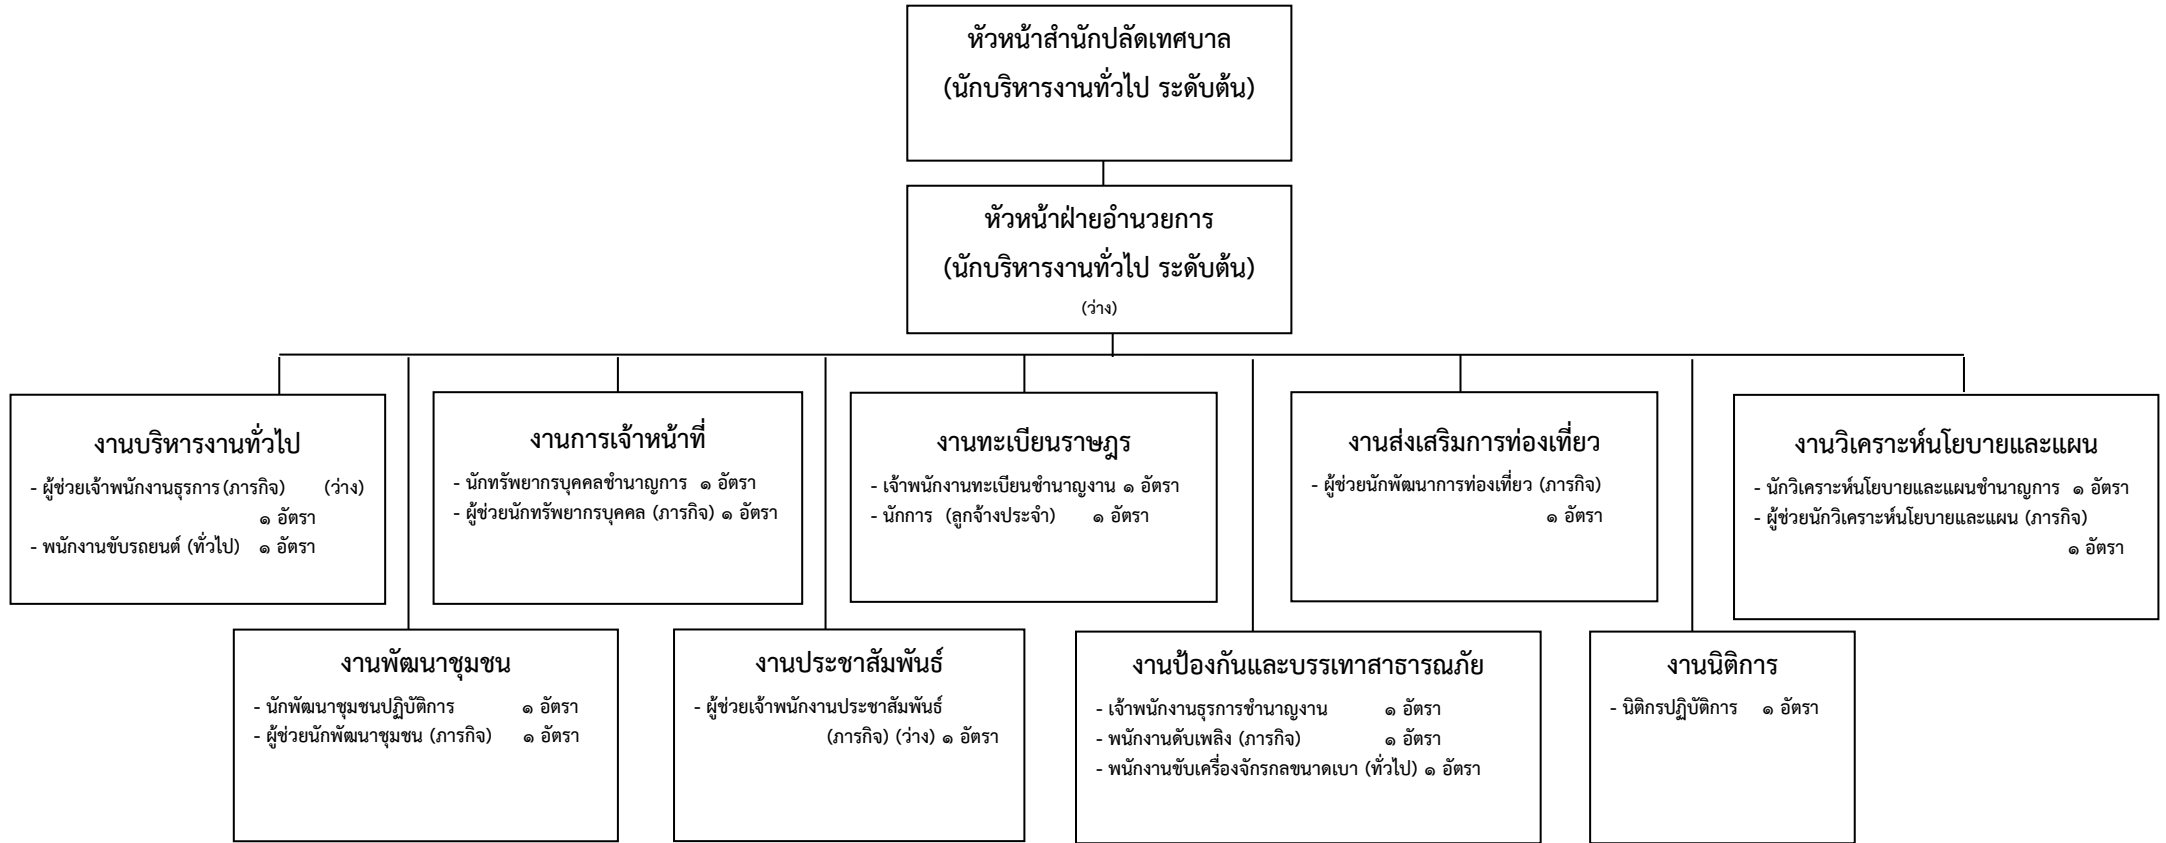 หัวหน้าสำนักปลัดเทศบาล
(นักบริหารงานทั่วไป ระดับต้น)
หัวหน้าฝ่ายอำนวยการ
(นักบริหารงานทั่วไป ระดับต้น)
(ว่าง)
งานบริหารงานทั่วไป
- ผู้ช่วยเจ้าพนักงานธุรการ (ภารกิจ) (ว่าง)
๑ อัตรา
- พนักงานขับรถยนต์ (ทั่วไป) ๑ อัตรา
งานการเจ้าหน้าที่
- นักทรัพยากรบุคคลชำนาญการ ๑ อัตรา
- ผู้ช่วยนักทรัพยากรบุคคล (ภารกิจ) ๑ อัตรา
งานทะเบียนราษฎร
- เจ้าพนักงานทะเบียนชำนาญงาน ๑ อัตรา
- นักการ (ลูกจ้างประจำ) ๑ อัตรา
งานส่งเสริมการท่องเที่ยว
- ผู้ช่วยนักพัฒนาการท่องเที่ยว (ภารกิจ)
๑ อัตรา
งานวิเคราะห์นโยบายและแผน
- นักวิเคราะห์นโยบายและแผนชำนาญการ ๑ อัตรา
- ผู้ช่วยนักวิเคราะห์นโยบายและแผน (ภารกิจ)
๑ อัตรา
งานพัฒนาชุมชน
- นักพัฒนาชุมชนปฏิบัติการ ๑ อัตรา
- ผู้ช่วยนักพัฒนาชุมชน (ภารกิจ) ๑ อัตรา
งานประชาสัมพันธ์
- ผู้ช่วยเจ้าพนักงานประชาสัมพันธ์
(ภารกิจ) (ว่าง) ๑ อัตรา
งานป้องกันและบรรเทาสาธารณภัย
- เจ้าพนักงานธุรการชำนาญงาน ๑ อัตรา
- พนักงานดับเพลิง (ภารกิจ) ๑ อัตรา
- พนักงานขับเครื่องจักรกลขนาดเบา (ทั่วไป) ๑ อัตรา
งานนิติการ
- นิติกรปฏิบัติการ ๑ อัตรา